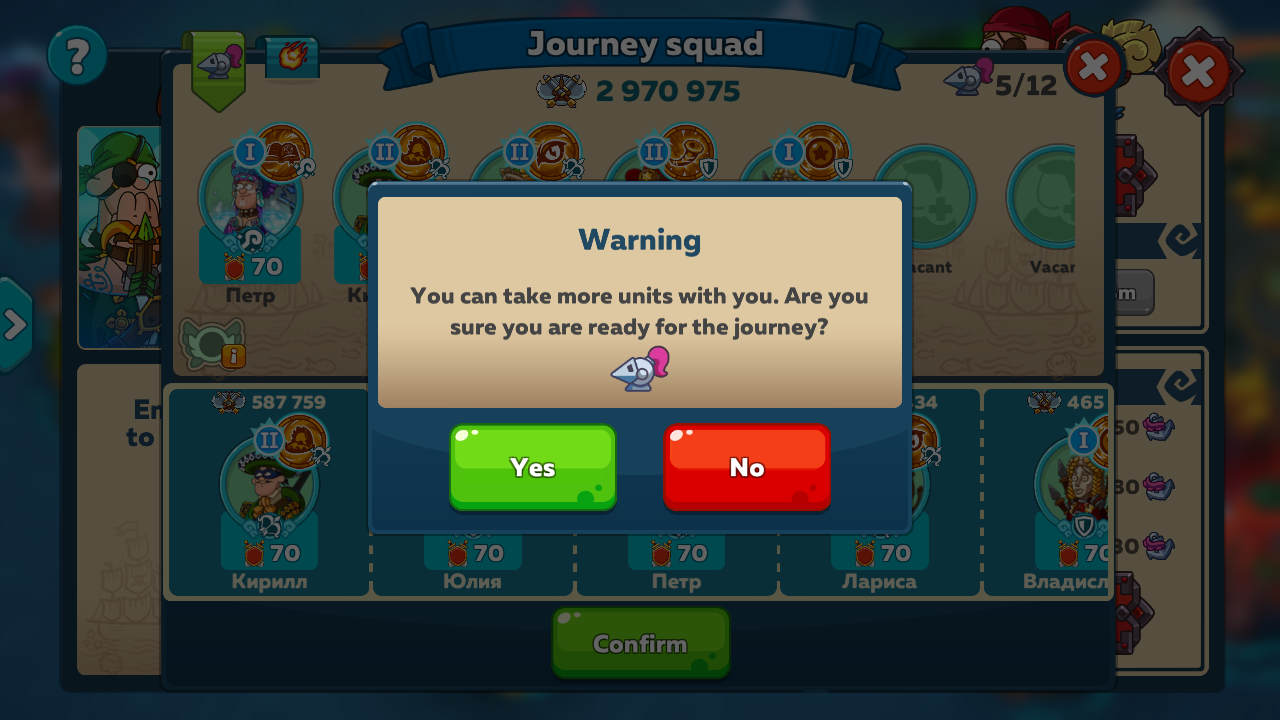 ?
Journey squad
2 970 975
5/12
I
II
II
II
I
70
Петр
Warning
You can take more units with you. Are you
sure you are ready for the journey?
Yes
No
i
587 759
465
II
I
70
70
70
70
70
Кирилл
Юлия
Петр
Лариса
Confirm